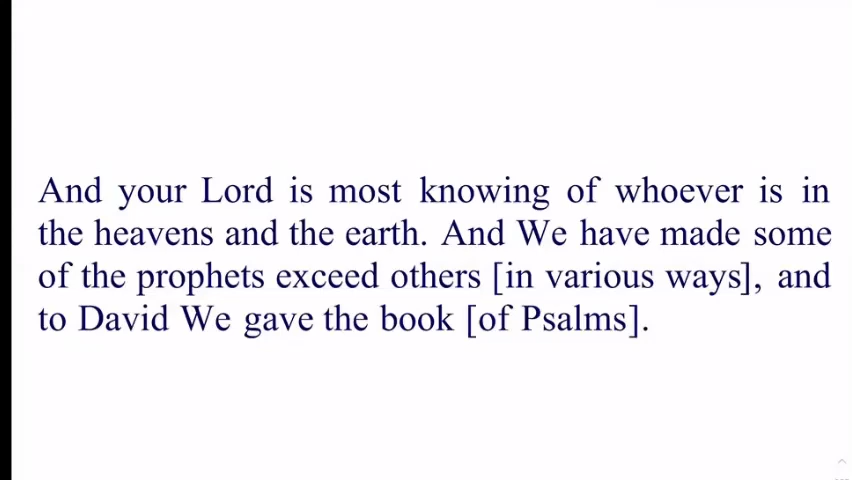 And your Lord is most knowing of whoever is in
the heavens and the earth. And We have made some
of the prophets exceed others [in various ways], and
to David We gave the book [of Psalms].